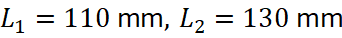 L₁ = 110 mm, L₂ = 130 mm